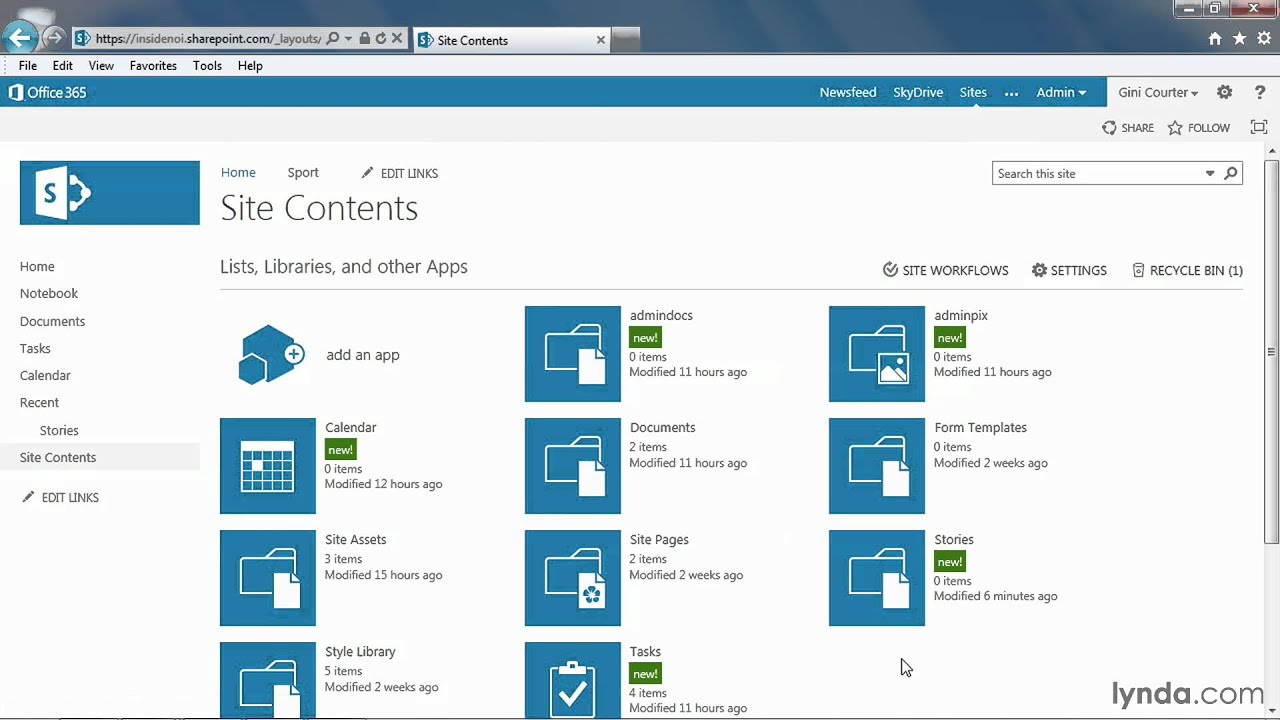 https://insidenoi.sharepoint.com/_layouts/
Site Contents
File Edit View Favorites Tools Help
Office 365
Newsfeed SkyDrive Sites ... Admin Gini Courter ?
SHARE FOLLOW
S
Home Sport EDIT LINKS
Search this site
Site Contents
Home
Notebook
Documents
Tasks
Calendar
Recent
Stories
Site Contents
EDIT LINKS
Lists, Libraries, and other Apps
SITE WORKFLOWS SETTINGS RECYCLE BIN (1)
add an app
admindocs
new!
0 items
Modified 11 hours ago
adminpix
new!
0 items
Modified 11 hours ago
Calendar
new!
0 items
Modified 12 hours ago
Documents
2 items
Modified 11 hours ago
Form Templates
0 items
Modified 2 weeks ago
Site Assets
3 items
Modified 15 hours ago
Site Pages
2 items
Modified 2 weeks ago
Stories
new!
0 items
Modified 6 minutes ago
Style Library
5 items
Modified 2 weeks ago
Tasks
new!
4 items
Modified 11 hours ago
lynda.com